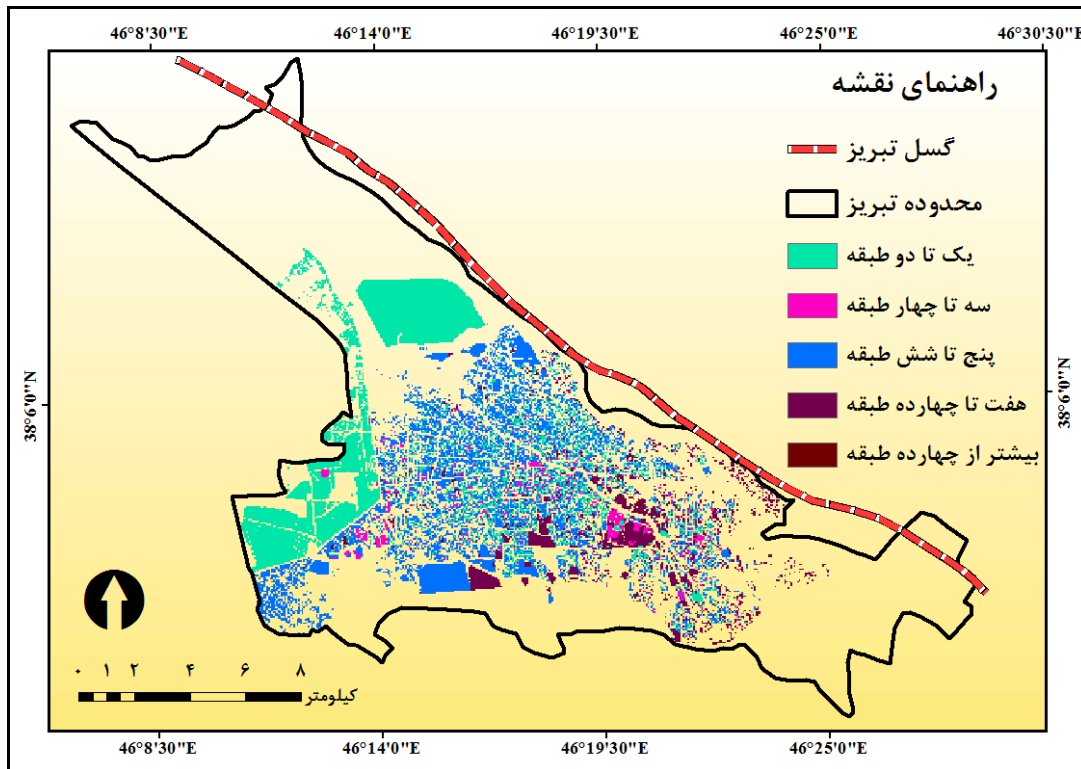 46°8'30"E 46°14'0"E 46°19'30"E 46°25'0"E 46°30'30"E
راهنمای نقشه
گسل تبریز
محدوده تبریز
یک تا دو طبقه
سه تا چهار طبقه
پنج تا شش طبقه
هفت تا چهارده طبقه
بیشتر از چهارده طبقه
38°6'0"N
38°6'0"N
۰ ۱ ۲ ۴ ۶ ۸
کیلومتر
46°8'30"E 46°14'0"E 46°19'30"E 46°25'0"E